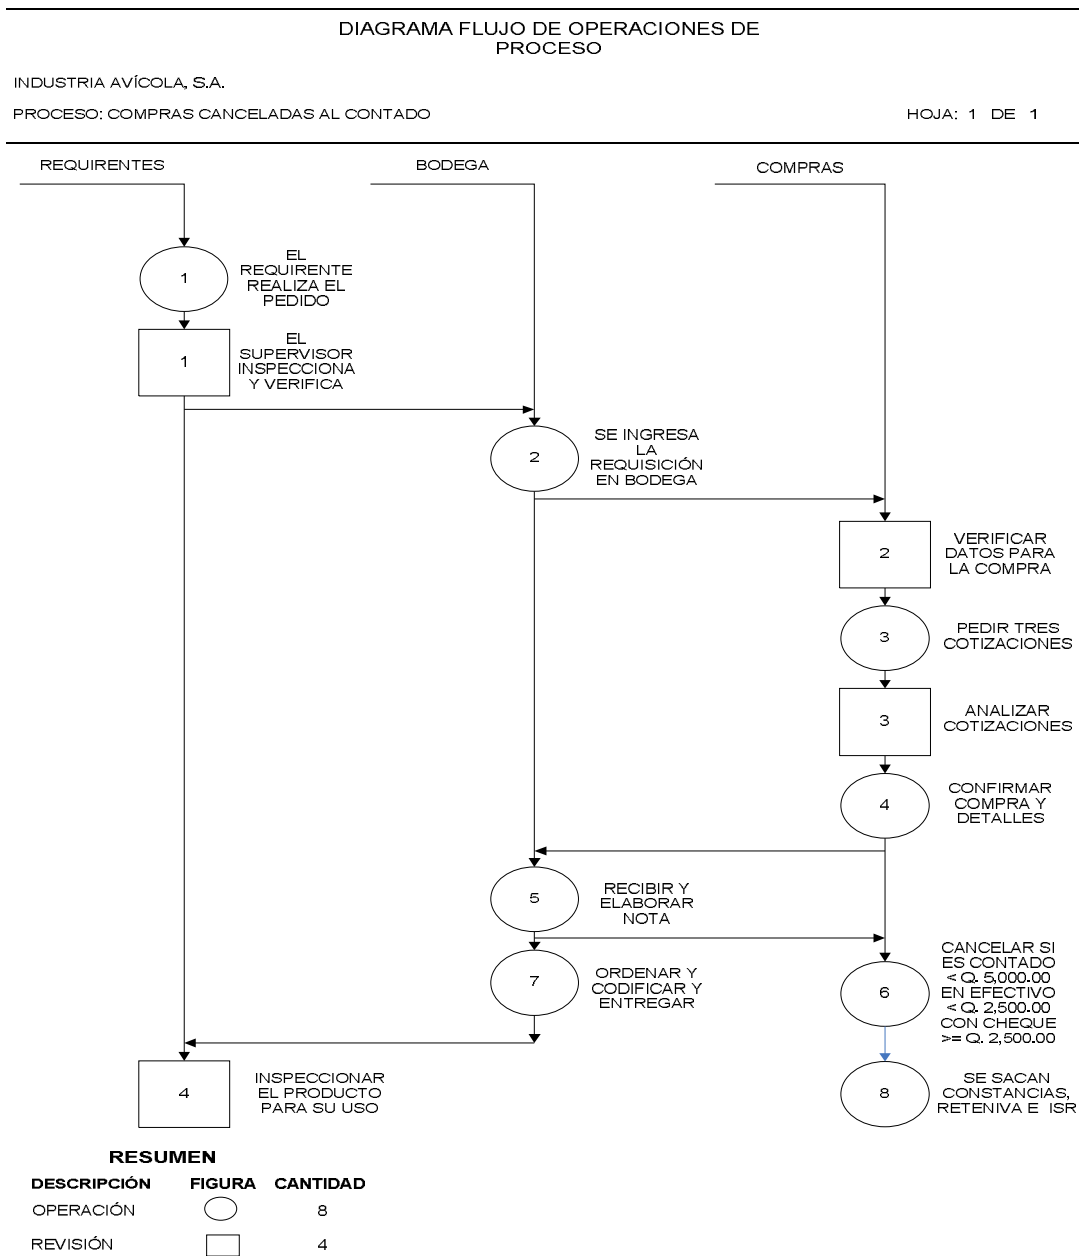 DIAGRAMA FLUJO DE OPERACIONES DE
PROCESO
INDUSTRIA AVÍCOLA, S.A.
PROCESO: COMPRAS CANCELADAS AL CONTADO
HOJA: 1 DE 1
REQUIRENTES
BODEGA
COMPRAS
1
EL
REQUIRENTE
REALIZA EL
PEDIDO
1
EL
SUPERVISOR
INSPECCIONA
Y VERIFICA
2
SE INGRESA
LA
REQUISICIÓN
EN BODEGA
2
VERIFICAR
DATOS PARA
LA COMPRA
3
PEDIR TRES
COTIZACIONES
3
ANALIZAR
COTIZACIONES
4
CONFIRMAR
COMPRA Y
DETALLES
5
RECIBIR Y
ELABORAR
NOTA
7
ORDENAR Y
CODIFICAR Y
ENTREGAR
6
CANCELAR SI
ES CONTADO
< Q. 5,000.00
EN EFECTIVO
< Q. 2,500.00
CON CHEQUE
>= Q. 2,500.00
4
INSPECCIONAR
EL PRODUCTO
PARA SU USO
8
SE SACAN
CONSTANCIAS,
RETENIVA E ISR
RESUMEN
DESCRIPCIÓN FIGURA CANTIDAD
OPERACIÓN 8
REVISIÓN 4